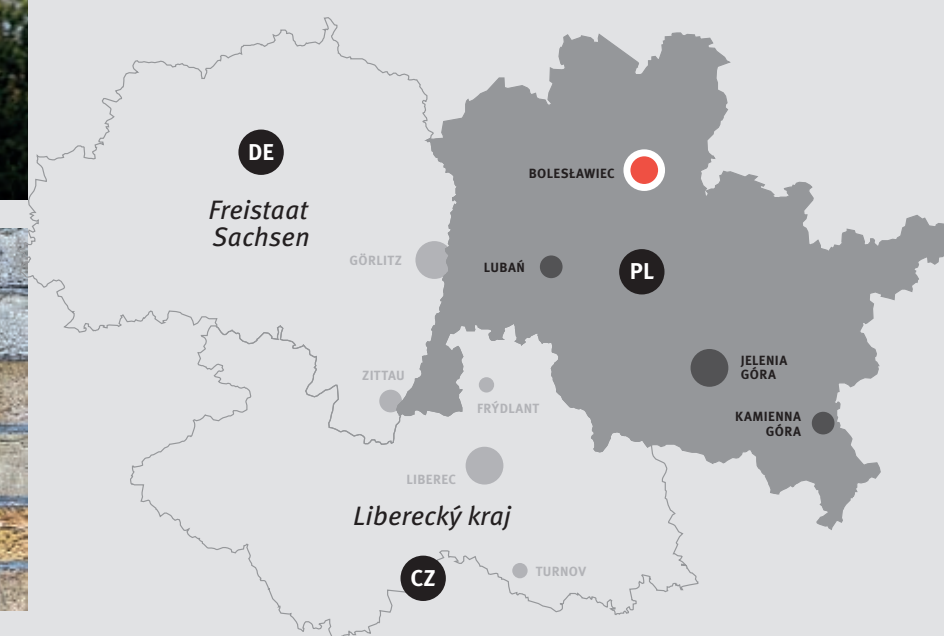 DE
Freistaat
Sachsen
BOLESŁAWIEC
GÖRLITZ
LUBAŃ
PL
JELENIA
GÓRA
ZITTAU
FRÝDLANT
KAMIENNA
GÓRA
LIBEREC
Liberecký kraj
CZ
TURNOV